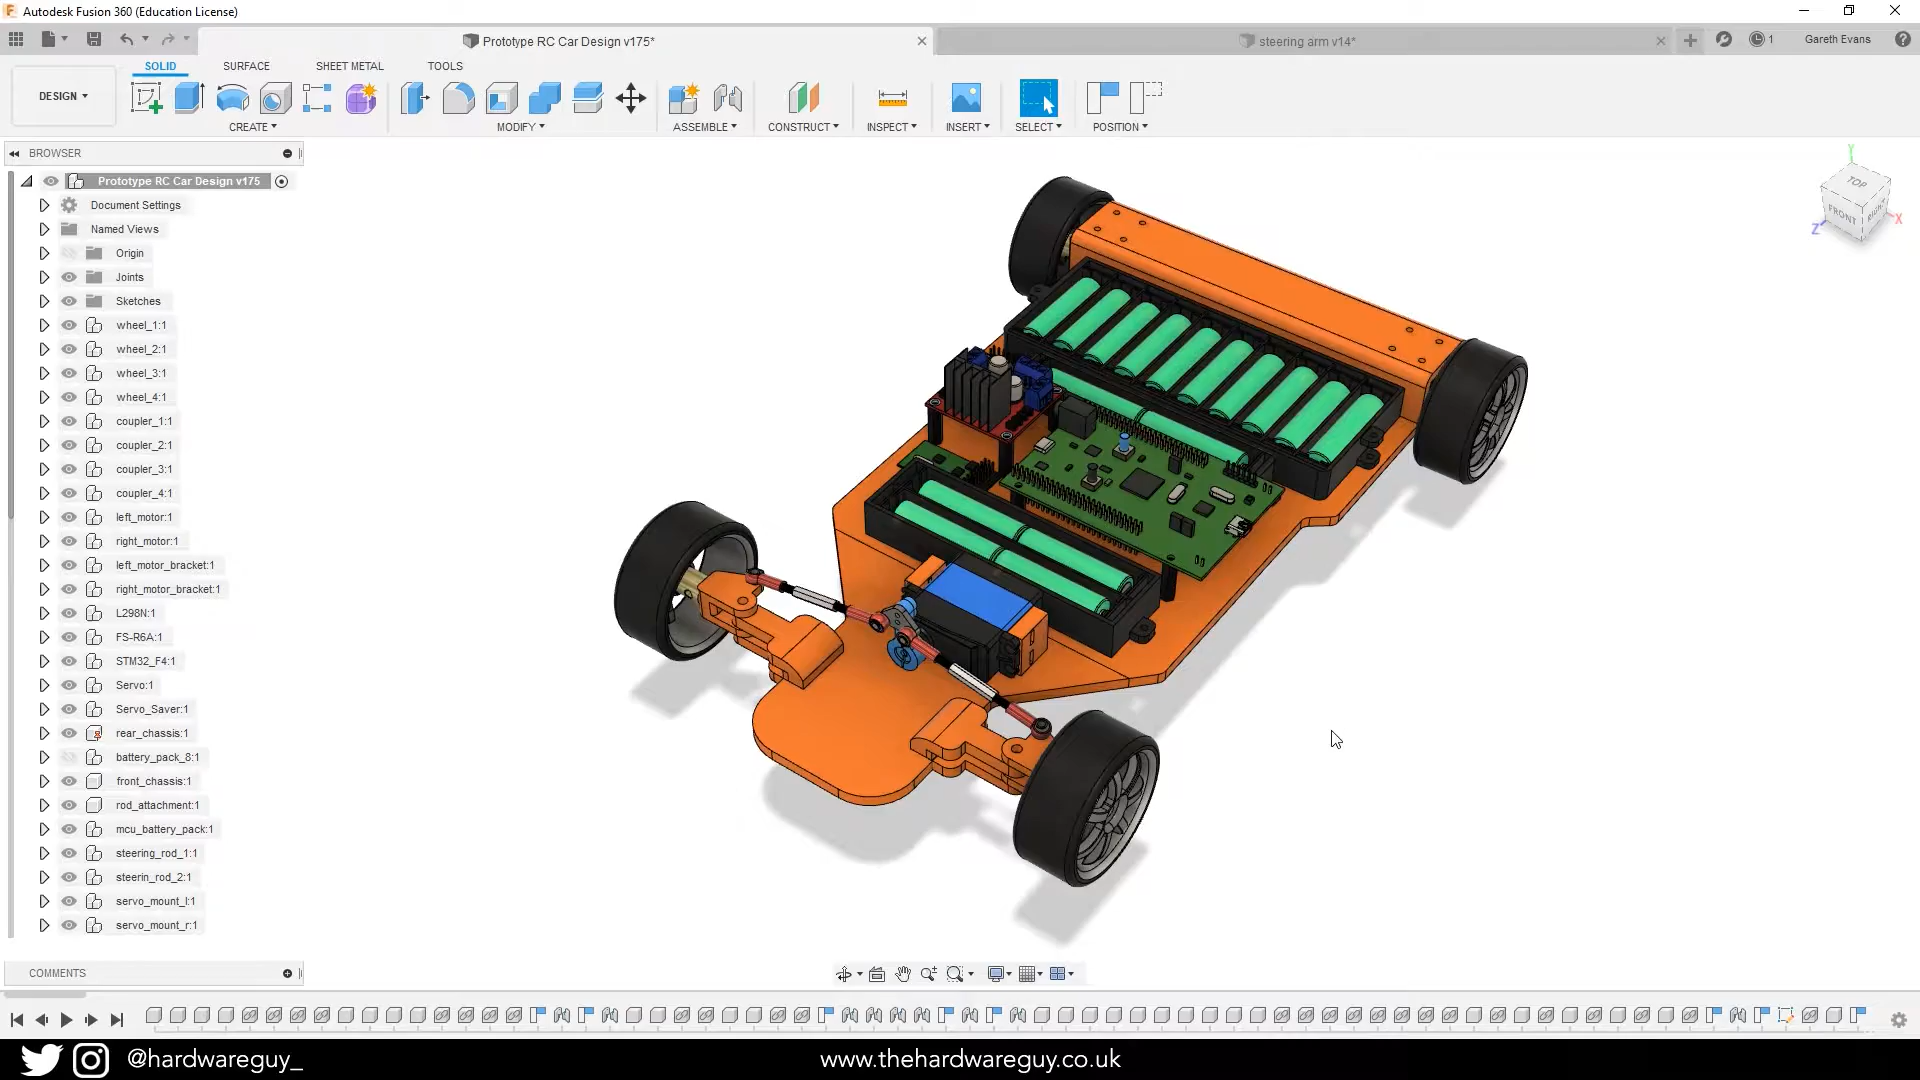 Autodesk Fusion 360 (Education License)
Prototype RC Car Design v175*
steering arm v14*
1
Gareth Evans
SOLID
SURFACE
SHEET METAL
TOOLS
DESIGN
CREATE
MODIFY
ASSEMBLE
CONSTRUCT
INSPECT
INSERT
SELECT
POSITION
BROWSER
Prototype RC Car Design v175
Document Settings
Named Views
Origin
Joints
Sketches
wheel_1:1
wheel_2:1
wheel_3:1
wheel_4:1
coupler_1:1
coupler_2:1
coupler_3:1
coupler_4:1
left_motor:1
right_motor:1
left_motor_bracket:1
right_motor_bracket:1
L298N:1
FS-R6A:1
STM32_F4:1
Servo:1
Servo_Saver:1
rear_chassis:1
battery_pack_8:1
front_chassis:1
rod_attachment:1
mcu_battery_pack:1
steering_rod_1:1
steerin_rod_2:1
servo_mount_l:1
servo_mount_r:1
Y
TOP
FRONT
RIGHT
X
Z
COMMENTS
@hardwareguy_
www.thehardwareguy.co.uk